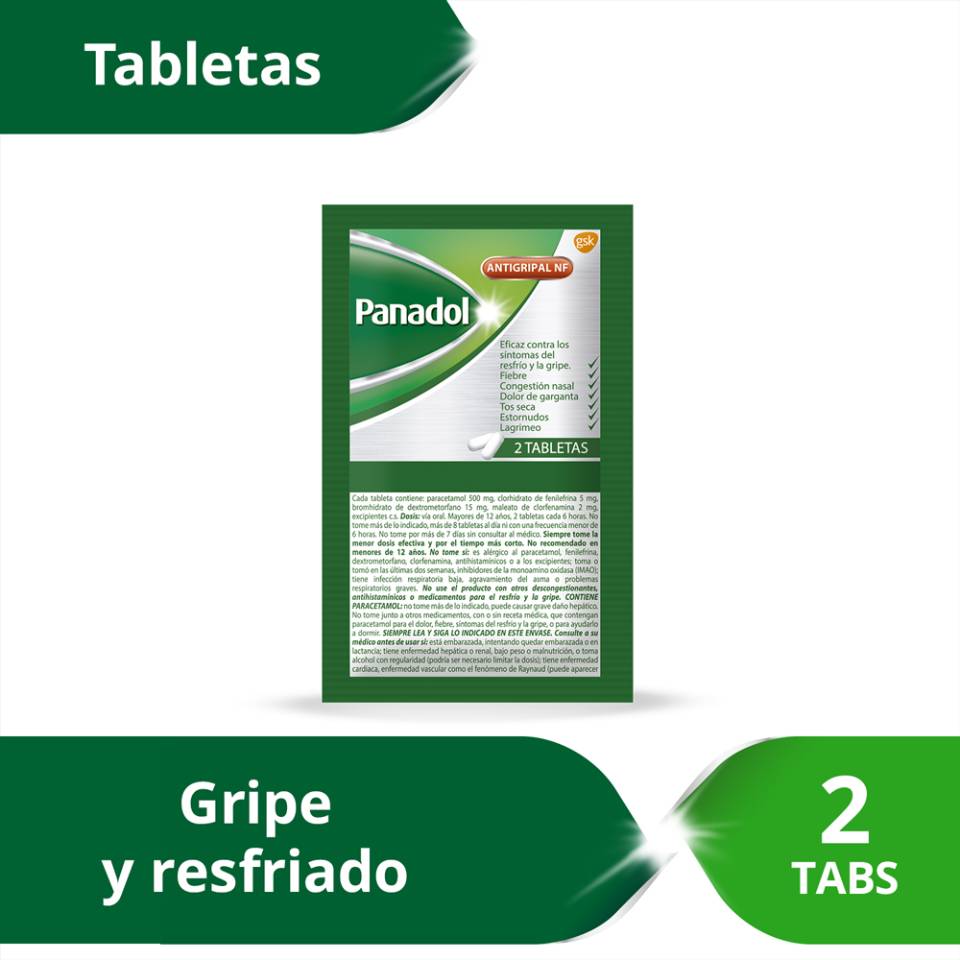 Tabletas
gsk
ANTIGRIPAL NF
Panadol
Eficaz contra los
síntomas del
resfrío y la gripe.
Fiebre
Congestión nasal
Dolor de garganta
Tos seca
Estornudos
Lagrimeo
2 TABLETAS
Cada tableta contiene: paracetamol 500 mg, clorhidrato de fenilefrina 5 mg,
bromhidrato de dextrometorfano 15 mg, maleato de clorfenamina 2 mg,
excipientes c.s. Dosis: vía oral. Mayores de 12 años, 2 tabletas cada 6 horas. No
tome más de lo indicado, más de 8 tabletas al día ni con una frecuencia menor de
6 horas. No tome por más de 7 días sin consultar al médico. Siempre tome la
menor dosis efectiva y por el tiempo más corto. No recomendado en
menores de 12 años. No tome si: es alérgico al paracetamol, fenilefrina,
dextrometorfano, clorfenamina, antihistamínicos o a los excipientes; toma o
tomó en las últimas dos semanas, inhibidores de la monoamino oxidasa (IMAO);
tiene infección respiratoria baja, agravamiento del asma o problemas
respiratorios graves. No use el producto con otros descongestionantes,
antihistamínicos o medicamentos para el resfrío y la gripe. CONTIENE
PARACETAMOL: no tome más de lo indicado, puede causar grave daño hepático.
No tome junto a otros medicamentos, con o sin receta médica, que contengan
paracetamol para el dolor, fiebre, síntomas del resfrío y la gripe, o para ayudarlo
a dormir. SIEMPRE LEA Y SIGA LO INDICADO EN ESTE ENVASE. Consulte a su
médico antes de usar si: está embarazada, intentando quedar embarazada o en
lactancia; tiene enfermedad hepática o renal, bajo peso o malnutrición, o toma
alcohol con regularidad (podría ser necesario limitar la dosis); tiene enfermedad
cardíaca, enfermedad vascular como el fenómeno de Raynaud (puede aparecer
Gripe
y resfriado
2
TABS